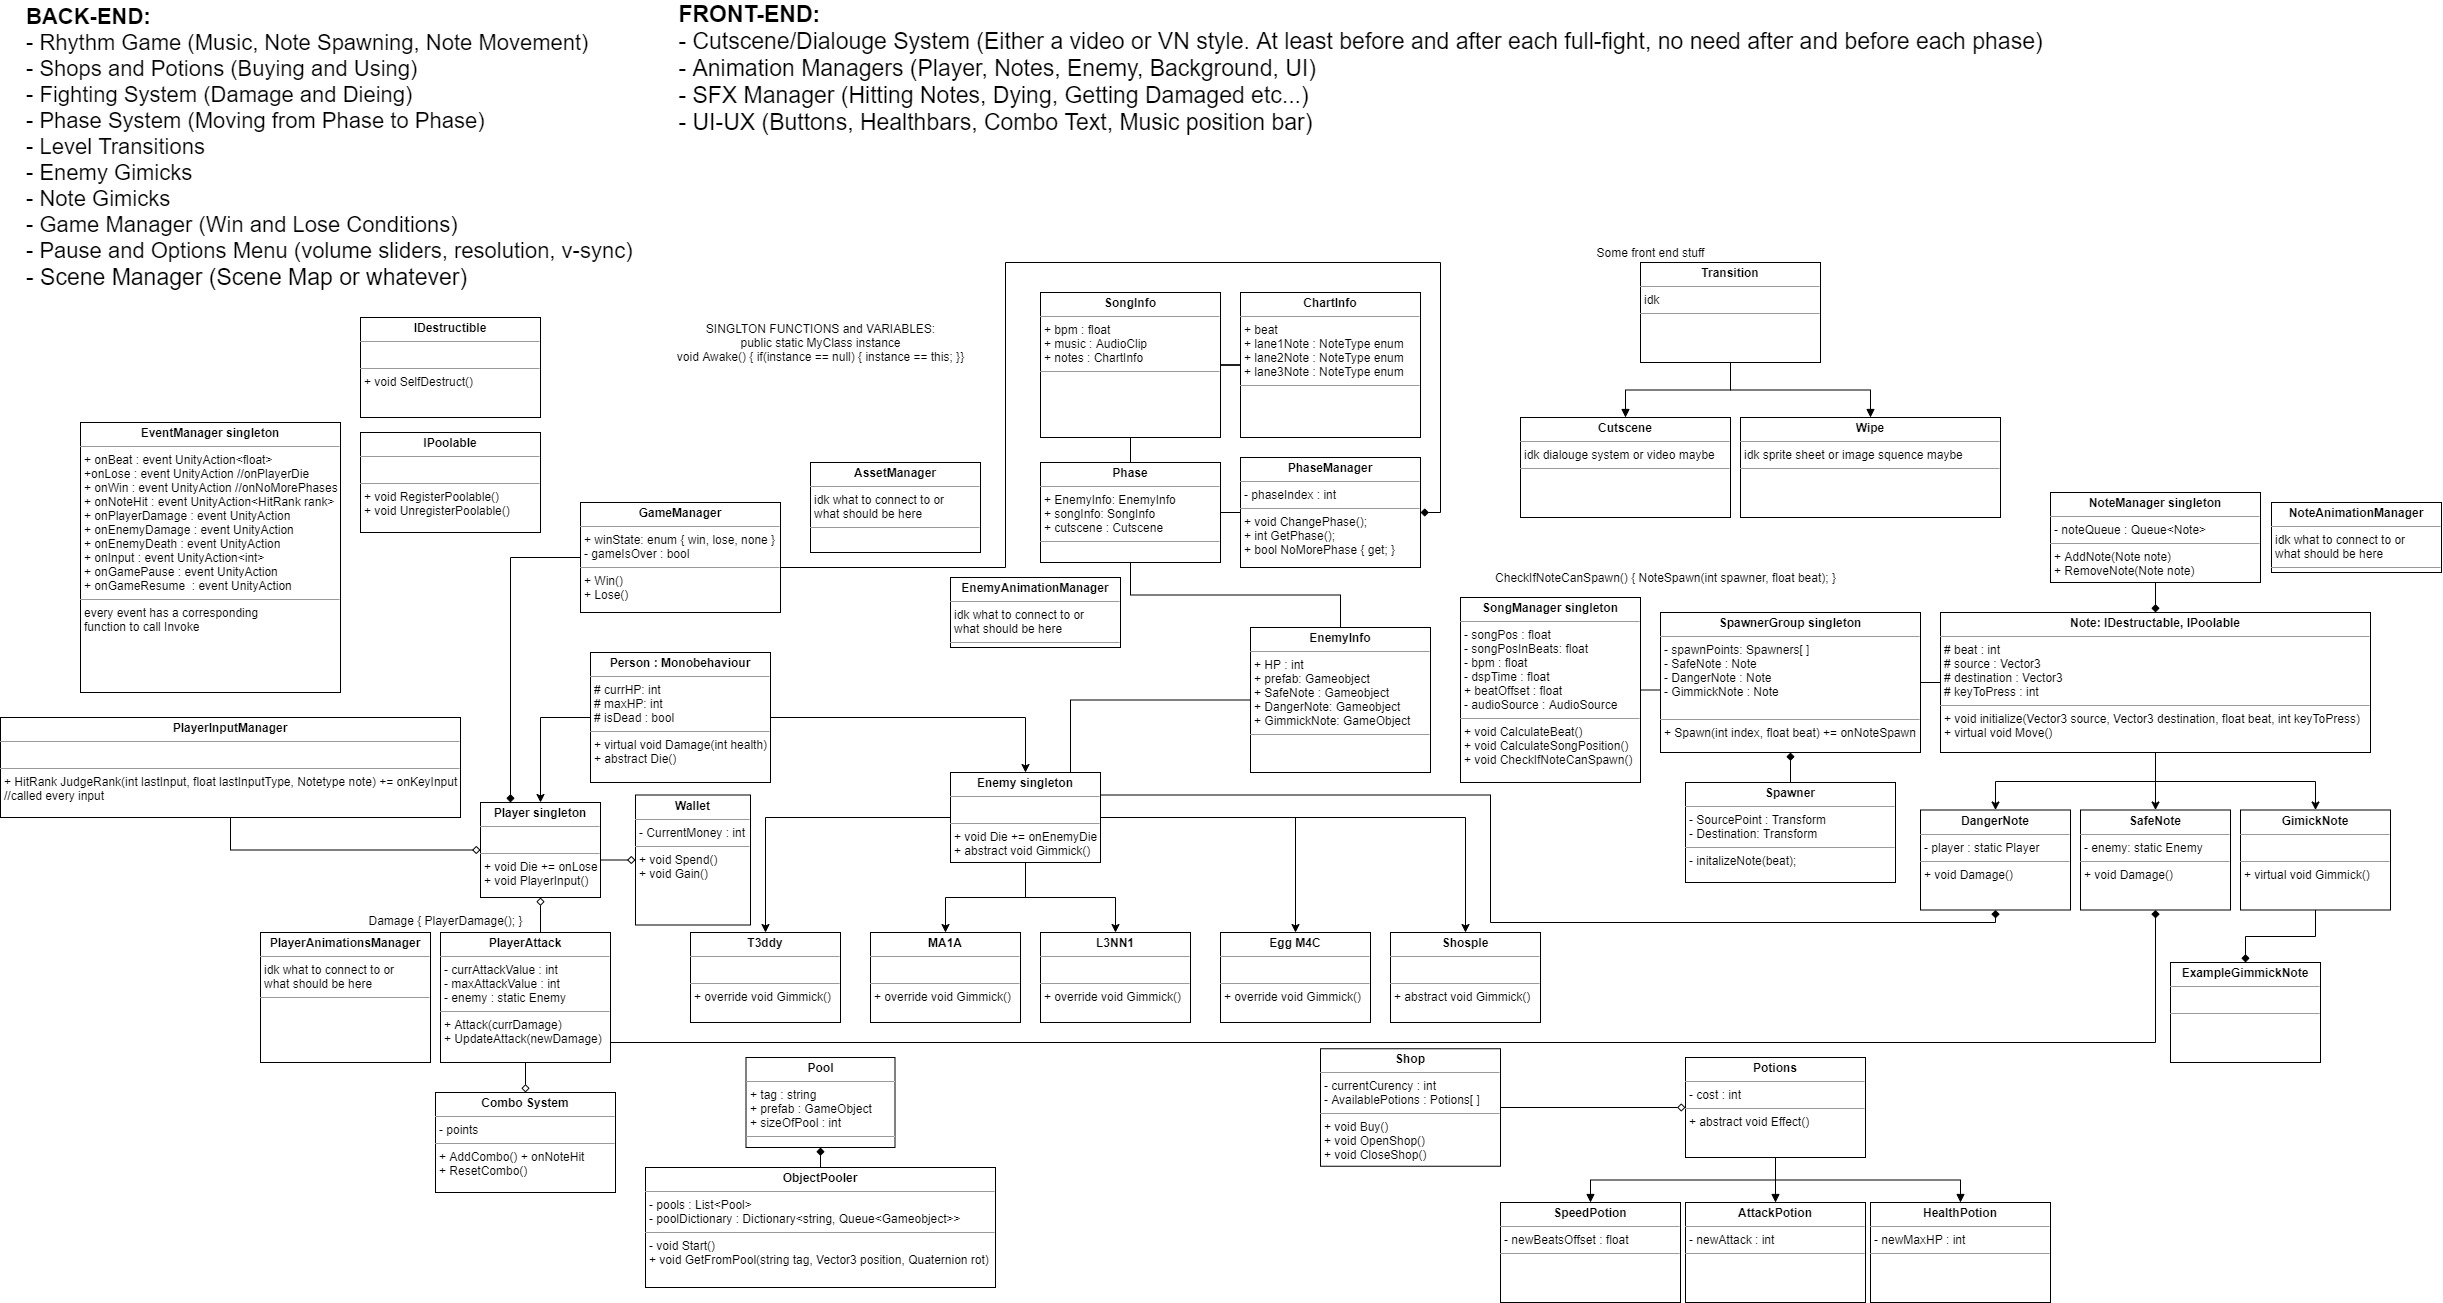 BACK-END:
- Rhythm Game (Music, Note Spawning, Note Movement)
- Shops and Potions (Buying and Using)
- Fighting System (Damage and Dieing)
- Phase System (Moving from Phase to Phase)
- Level Transitions
- Enemy Gimicks
- Note Gimicks
- Game Manager (Win and Lose Conditions)
- Pause and Options Menu (volume sliders, resolution, v-sync)
- Scene Manager (Scene Map or whatever)
FRONT-END:
- Cutscene/Dialouge System (Either a video or VN style. At least before and after each full-fight, no need after and before each phase)
- Animation Managers (Player, Notes, Enemy, Background, UI)
- SFX Manager (Hitting Notes, Dying, Getting Damaged etc...)
- UI-UX (Buttons, Healthbars, Combo Text, Music position bar)
Some front end stuff
Transition
idk
Cutscene
idk dialouge system or video maybe
Wipe
idk sprite sheet or image squence maybe
IDestructible
+ void SelfDestruct()
IPoolable
+ void RegisterPoolable()
+ void UnregisterPoolable()
SINGLTON FUNCTIONS and VARIABLES:
public static MyClass instance
void Awake() { if(instance == null) { instance == this; }}
SongInfo
+ bpm : float
+ music : AudioClip
+ notes : ChartInfo
ChartInfo
+ beat
+ lane1Note : NoteType enum
+ lane2Note : NoteType enum
+ lane3Note : NoteType enum
EventManager singleton
+ onBeat : event UnityAction<float>
+onLose : event UnityAction //onPlayerDie
+ onWin : event UnityAction //onNoMorePhases
+ onNoteHit : event UnityAction<HitRank rank>
+ onPlayerDamage : event UnityAction
+ onEnemyDamage : event UnityAction
+ onEnemyDeath : event UnityAction
+ onInput : event UnityAction<int>
+ onGamePause : event UnityAction
+ onGameResume : event UnityAction
every event has a corresponding
function to call Invoke
AssetManager
idk what to connect to or
what should be here
Phase
+ EnemyInfo: EnemyInfo
+ songInfo: SongInfo
+ cutscene : Cutscene
PhaseManager
- phaseIndex : int
+ void ChangePhase();
+ int GetPhase();
+ bool NoMorePhase { get; }
GameManager
+ winState: enum { win, lose, none }
- gameIsOver : bool
+ Win()
+ Lose()
EnemyAnimationManager
idk what to connect to or
what should be here
NoteManager singleton
- noteQueue : Queue<Note>
+ AddNote(Note note)
+ RemoveNote(Note note)
NoteAnimationManager
idk what to connect to or
what should be here
CheckIfNoteCanSpawn() { NoteSpawn(int spawner, float beat); }
SongManager singleton
- songPos : float
- songPosInBeats: float
- bpm : float
- dspTime : float
+ beatOffset : float
- audioSource : AudioSource
+ void CalculateBeat()
+ void CalculateSongPosition()
+ void CheckIfNoteCanSpawn()
SpawnerGroup singleton
- spawnPoints: Spawners[ ]
- SafeNote : Note
- DangerNote : Note
- GimmickNote : Note
+ Spawn(int index, float beat) += onNoteSpawn
Note: IDestructable, IPoolable
# beat : int
# source : Vector3
# destination : Vector3
# keyToPress : int
+ void initialize(Vector3 source, Vector3 destination, float beat, int keyToPress)
+ virtual void Move()
EnemyInfo
+ HP : int
+ prefab: Gameobject
+ SafeNote : Gameobject
+ DangerNote: Gameobject
+ GimmickNote: GameObject
Person : Monobehaviour
# currHP: int
# maxHP: int
# isDead : bool
+ virtual void Damage(int health)
+ abstract Die()
PlayerInputManager
+ HitRank JudgeRank(int lastInput, float lastInputType, Notetype note) += onKeyInput
//called every input
Player singleton
+ void Die += onLose
+ void PlayerInput()
Wallet
- CurrentMoney : int
+ void Spend()
+ void Gain()
Enemy singleton
+ void Die += onEnemyDie
+ abstract void Gimmick()
Spawner
- SourcePoint : Transform
- Destination: Transform
- initalizeNote(beat);
DangerNote
- player : static Player
+ void Damage()
SafeNote
- enemy: static Enemy
+ void Damage()
GimickNote
+ virtual void Gimmick()
ExampleGimmickNote
Damage { PlayerDamage(); }
PlayerAnimationsManager
idk what to connect to or
what should be here
PlayerAttack
- currAttackValue : int
- maxAttackValue : int
- enemy : static Enemy
+ Attack(currDamage)
+ UpdateAttack(newDamage)
T3ddy
+ override void Gimmick()
MA1A
+ override void Gimmick()
L3NN1
+ override void Gimmick()
Egg M4C
+ override void Gimmick()
Shosple
+ abstract void Gimmick()
Combo System
- points
+ AddCombo() + onNoteHit
+ ResetCombo()
Pool
+ tag : string
+ prefab : GameObject
+ sizeOfPool : int
ObjectPooler
- pools : List<Pool>
- poolDictionary : Dictionary<string, Queue<Gameobject>>
- void Start()
+ void GetFromPool(string tag, Vector3 position, Quaternion rot)
Shop
- currentCurency : int
- AvailablePotions : Potions[ ]
+ void Buy()
+ void OpenShop()
+ void CloseShop()
Potions
- cost : int
+ abstract void Effect()
SpeedPotion
- newBeatsOffset : float
AttackPotion
- newAttack : int
HealthPotion
- newMaxHP : int